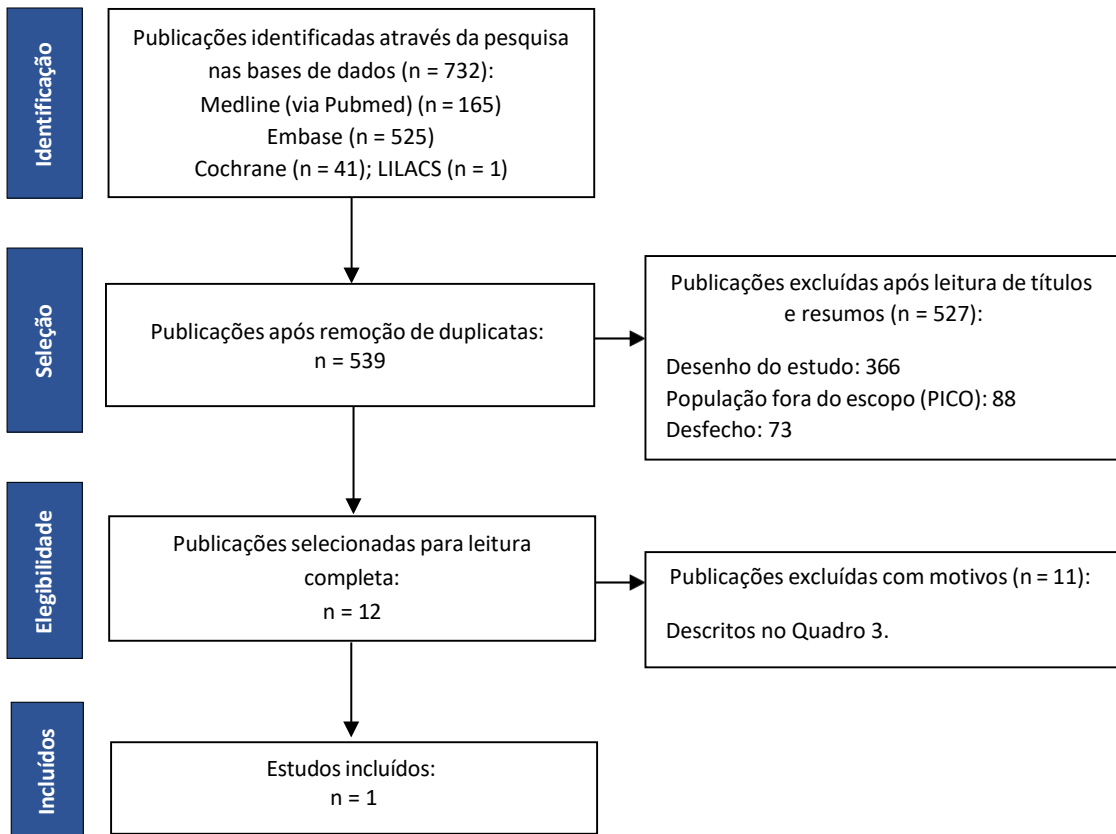 Identificação
Publicações identificadas através da pesquisa
nas bases de dados (n = 732):
Medline (via Pubmed) (n = 165)
Embase (n = 525)
Cochrane (n = 41); LILACS (n = 1)
Seleção
Publicações após remoção de duplicatas:
n = 539
Publicações excluídas após leitura de títulos
e resumos (n = 527):
Desenho do estudo: 366
População fora do escopo (PICO): 88
Desfecho: 73
Elegibilidade
Publicações selecionadas para leitura
completa:
n = 12
Publicações excluídas com motivos (n = 11):
Descritos no Quadro 3.
Incluídos
Estudos incluídos:
n = 1